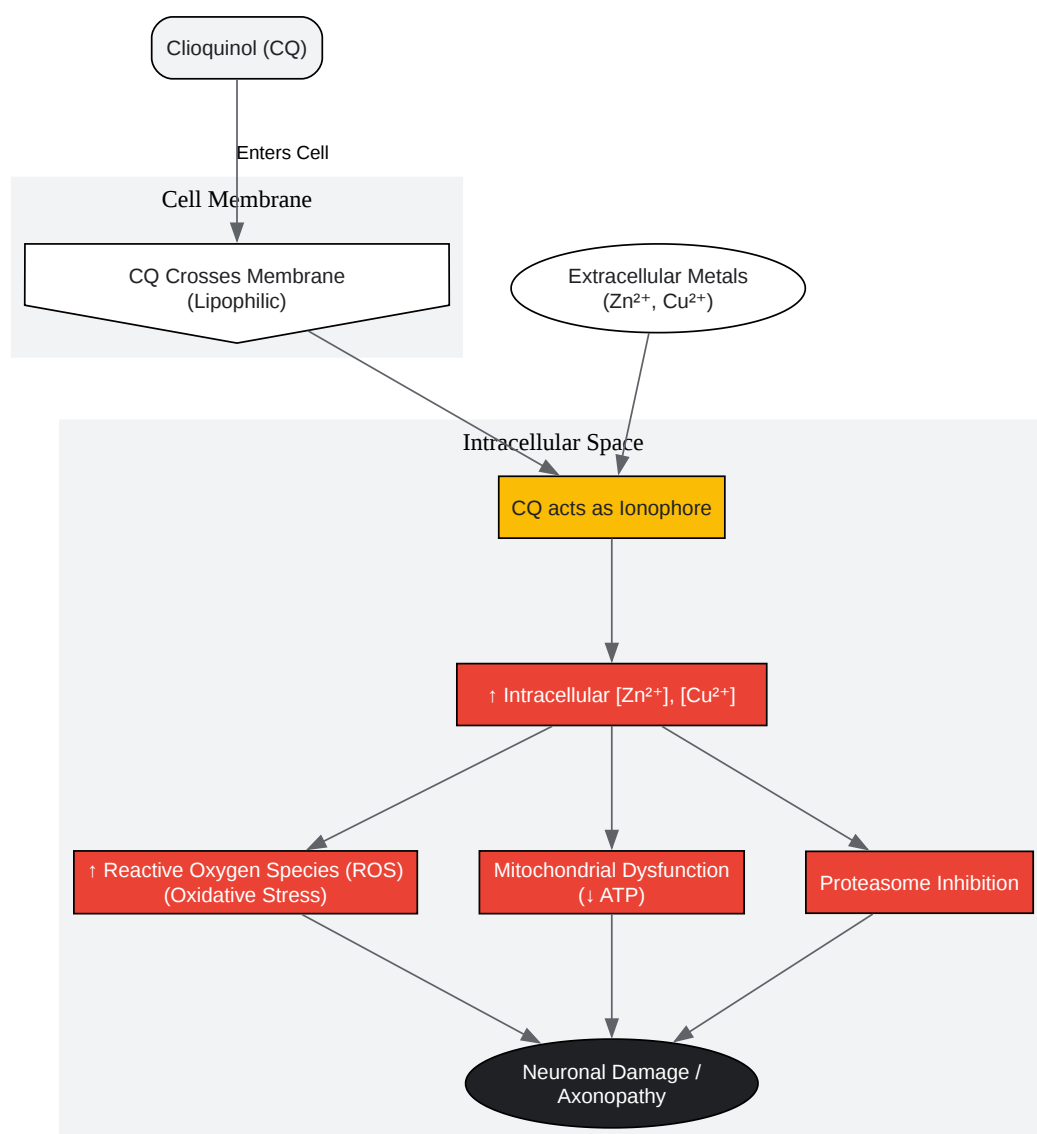 Clioquinol (CQ)
Enters Cell
Cell Membrane
CQ Crosses Membrane
(Lipophilic)
Extracellular Metals
(Zn²⁺, Cu²⁺)
Intracellular Space
CQ acts as Ionophore
↑ Intracellular [Zn²⁺], [Cu²⁺]
↑ Reactive Oxygen Species (ROS)
(Oxidative Stress)
Mitochondrial Dysfunction
(↓ ATP)
Proteasome Inhibition
Neuronal Damage /
Axonopathy